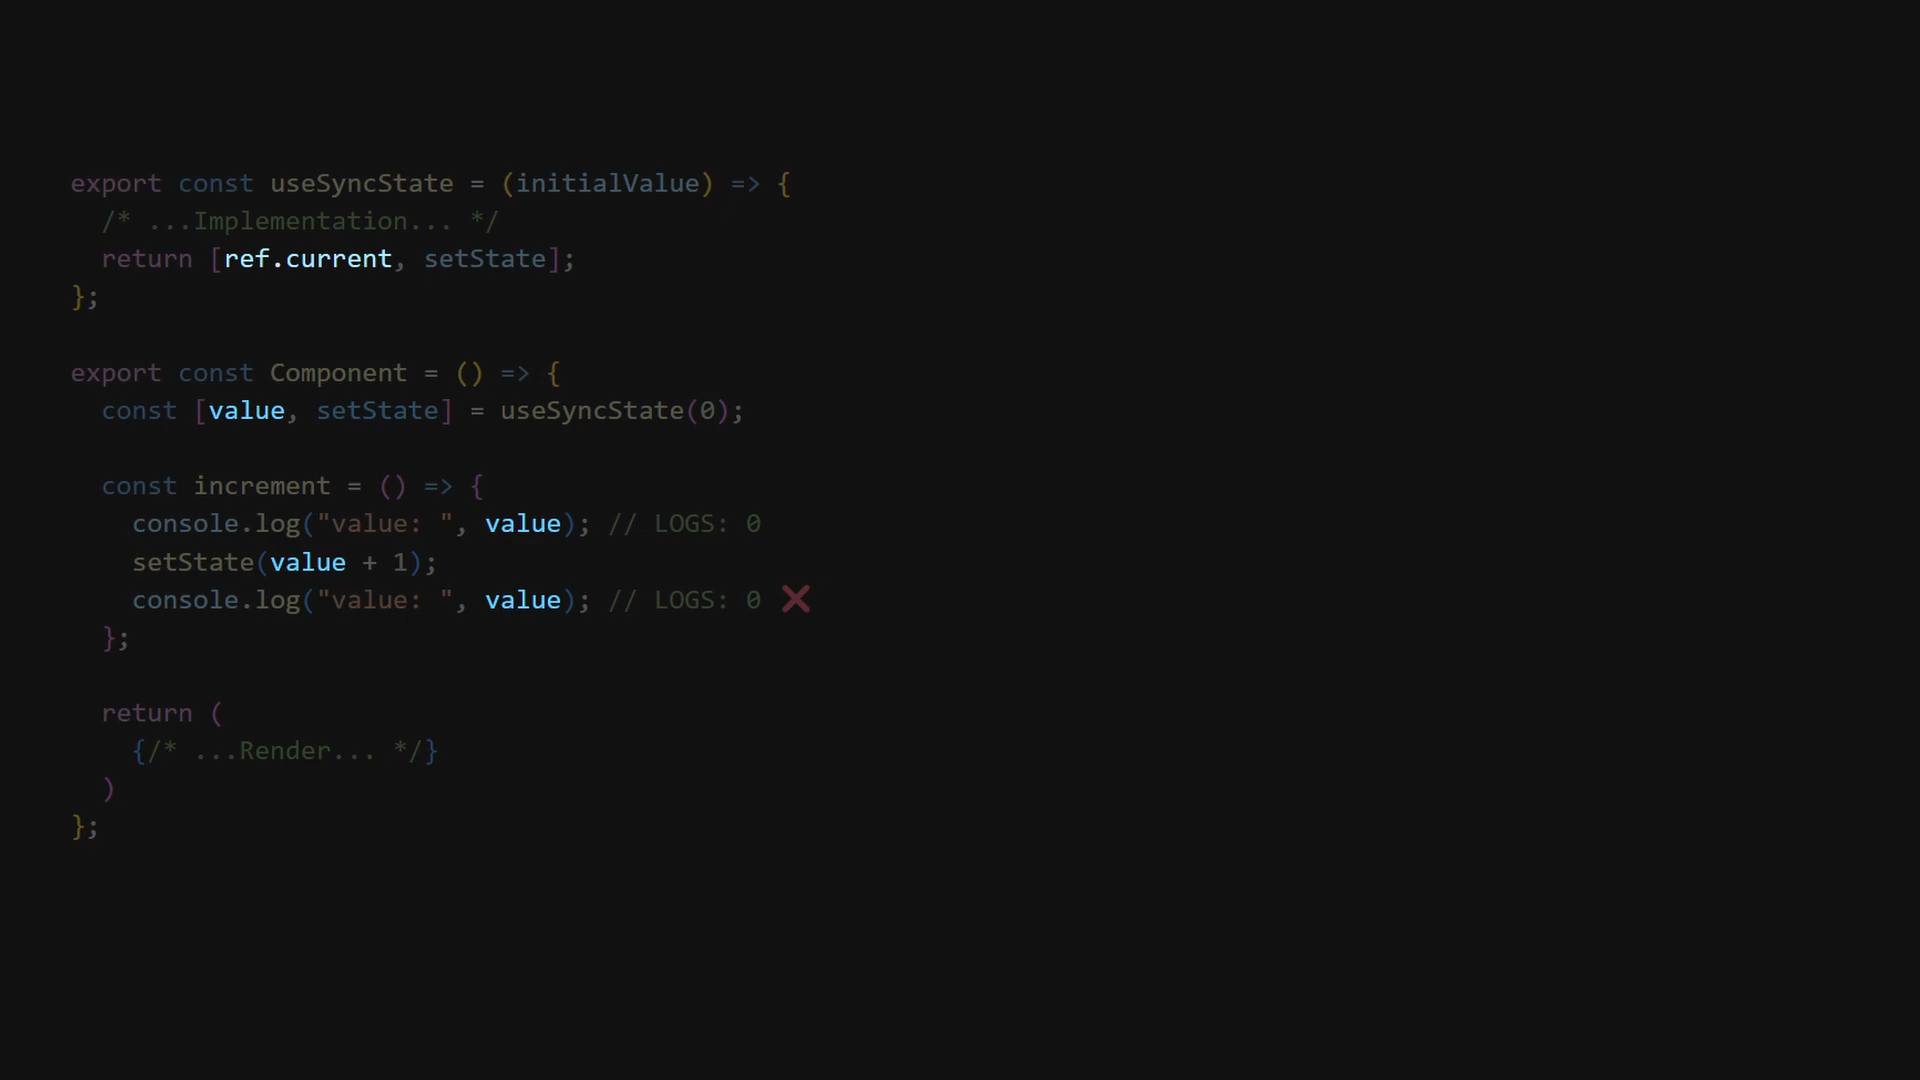 export const useSyncState = (initialValue) => {
  /* ...Implementation... */
  return [ref.current, setState];
};
export const Component = () => {
  const [value, setState] = useSyncState(0);
  const increment = () => {
    console.log("value: ", value); // LOGS: 0
    setState(value + 1);
    console.log("value: ", value); // LOGS: 0 ❌
  };
  return (
    {/* ...Render... */}
  )
};